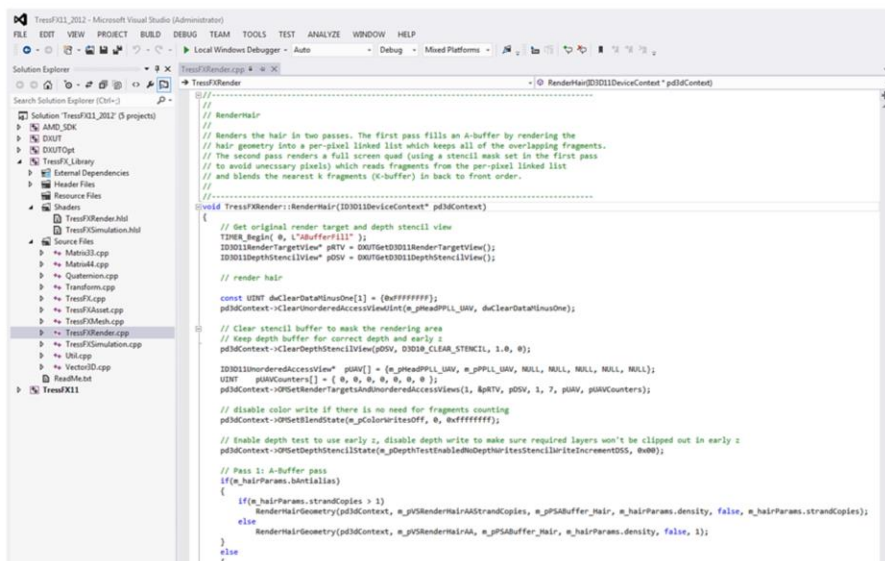 TressFX11_2012 - Microsoft Visual Studio (Administrator)
FILE EDIT VIEW PROJECT BUILD DEBUG TEAM TOOLS TEST ANALYZE WINDOW HELP
Local Windows Debugger Auto Debug Mixed Platforms
Solution Explorer
TressFXRender.cpp
TressFXRender
RenderHair(ID3D11DeviceContext * pd3dContext)
Search Solution Explorer (Ctrl+;)
Solution 'TressFX11_2012' (5 projects)
AMD_SDK
DXUT
DXUTOpt
TressFX_Library
External Dependencies
Header Files
Resource Files
Shaders
TressFXRender.hlsl
TressFXSimulation.hlsl
Source Files
Matrix33.cpp
Matrix44.cpp
Quaternion.cpp
Transform.cpp
TressFX.cpp
TressFXAsset.cpp
TressFXMesh.cpp
TressFXRender.cpp
TressFXSimulation.cpp
Util.cpp
Vector3D.cpp
ReadMe.txt
TressFX11
//--------------------------------------------------------------------------------------
//
// RenderHair
//
// Renders the hair in two passes. The first pass fills an A-buffer by rendering the
// hair geometry into a per-pixel linked list which keeps all of the overlapping fragments.
// The second pass renders a full screen quad (using a stencil mask set in the first pass
// to avoid unecssary pixels) which reads fragments from the per-pixel linked list
// and blends the nearest k fragments (K-buffer) in back to front order.
//
//--------------------------------------------------------------------------------------
void TressFXRender::RenderHair(ID3D11DeviceContext* pd3dContext)
{
// Get original render target and depth stencil view
TIMER_Begin( 0, L"ABufferFill" );
ID3D11RenderTargetView* pRTV = DXUTGetD3D11RenderTargetView();
ID3D11DepthStencilView* pDSV = DXUTGetD3D11DepthStencilView();
// render hair
const UINT dwClearDataMinusOne[1] = {0xFFFFFFFF};
pd3dContext->ClearUnorderedAccessViewUint(m_pHeadPPLL_UAV, dwClearDataMinusOne);
// Clear stencil buffer to mask the rendering area
// Keep depth buffer for correct depth and early z
pd3dContext->ClearDepthStencilView(pDSV, D3D10_CLEAR_STENCIL, 1.0, 0);
ID3D11UnorderedAccessView* pUAV[] = {m_pHeadPPLL_UAV, m_pPPLL_UAV, NULL, NULL, NULL, NULL, NULL};
UINT pUAVCounters[] = { 0, 0, 0, 0, 0, 0, 0 };
pd3dContext->OMSetRenderTargetsAndUnorderedAccessViews(1, &pRTV, pDSV, 1, 7, pUAV, pUAVCounters);
// disable color write if there is no need for fragments counting
pd3dContext->OMSetBlendState(m_pColorWritesOff, 0, 0xffffffff);
// Enable depth test to use early z, disable depth write to make sure required layers won't be clipped out in early z
pd3dContext->OMSetDepthStencilState(m_pDepthTestEnabledNoDepthWritesStencilWriteIncrementDSS, 0x00);
// Pass 1: A-Buffer pass
if(m_hairParams.bAntialias)
{
if(m_hairParams.strandCopies > 1)
RenderHairGeometry(pd3dContext, m_pVSRenderHairAAStrandCopies, m_pPSABuffer_Hair, m_hairParams.density, false, m_hairParams.strandCopies);
else
RenderHairGeometry(pd3dContext, m_pVSRenderHairAA, m_pPSABuffer_Hair, m_hairParams.density, false, 1);
}
else